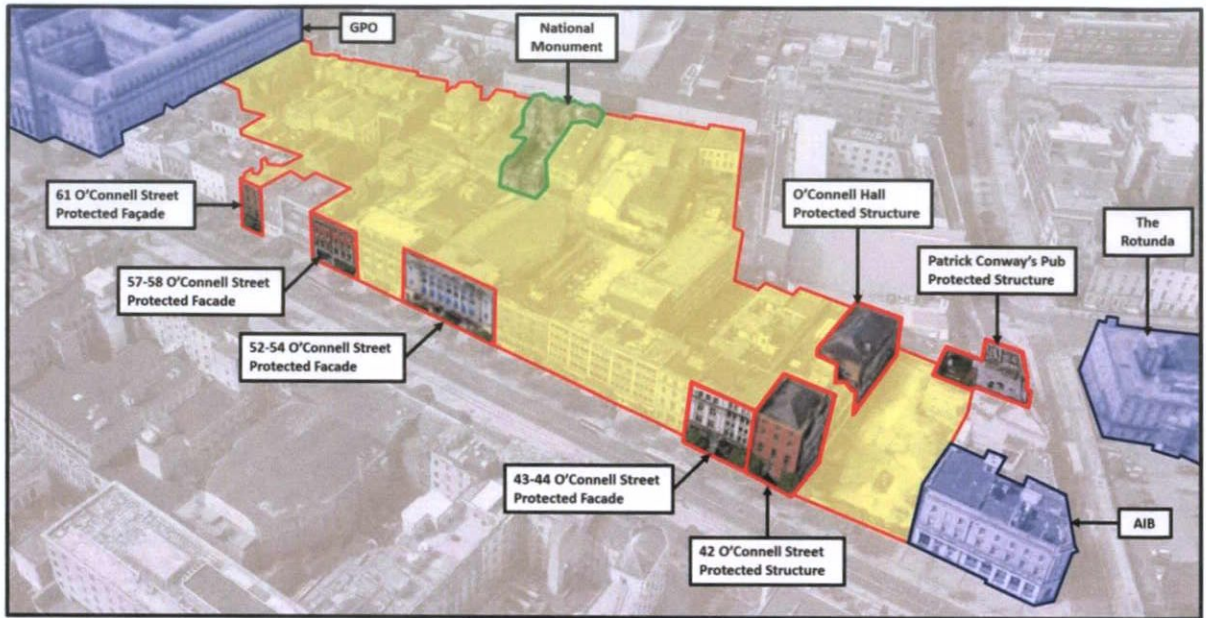 GPO
National
Monument
61 O'Connell Street
Protected Façade
O'Connell Hall
Protected Structure
The
Rotunda
Patrick Conway's Pub
Protected Structure
57-58 O'Connell Street
Protected Facade
52-54 O'Connell Street
Protected Facade
43-44 O'Connell Street
Protected Facade
AIB
42 O'Connell Street
Protected Structure